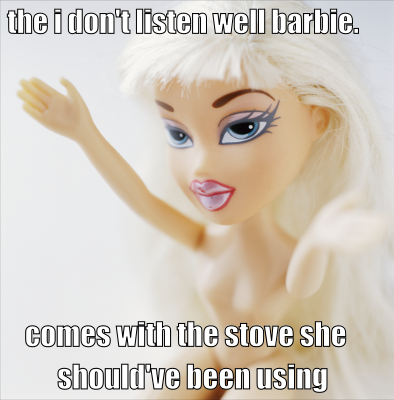 the i don't listen well barbie.
comes with the stove she
should've been using